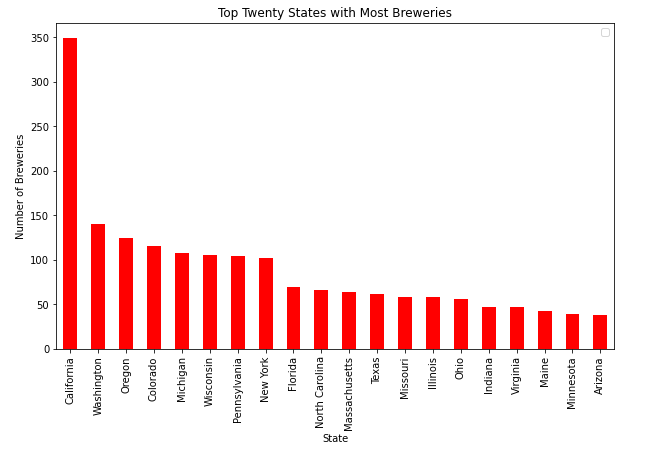 Top Twenty States with Most Breweries
350
300
250
200
150
100
50
0
Number of Breweries
California
Washington
Oregon
Colorado
Michigan
Wisconsin
Pennsylvania
New York
Florida
North Carolina
Massachusetts
Texas
Missouri
Illinois
Ohio
Indiana
Virginia
Maine
Minnesota
Arizona
State